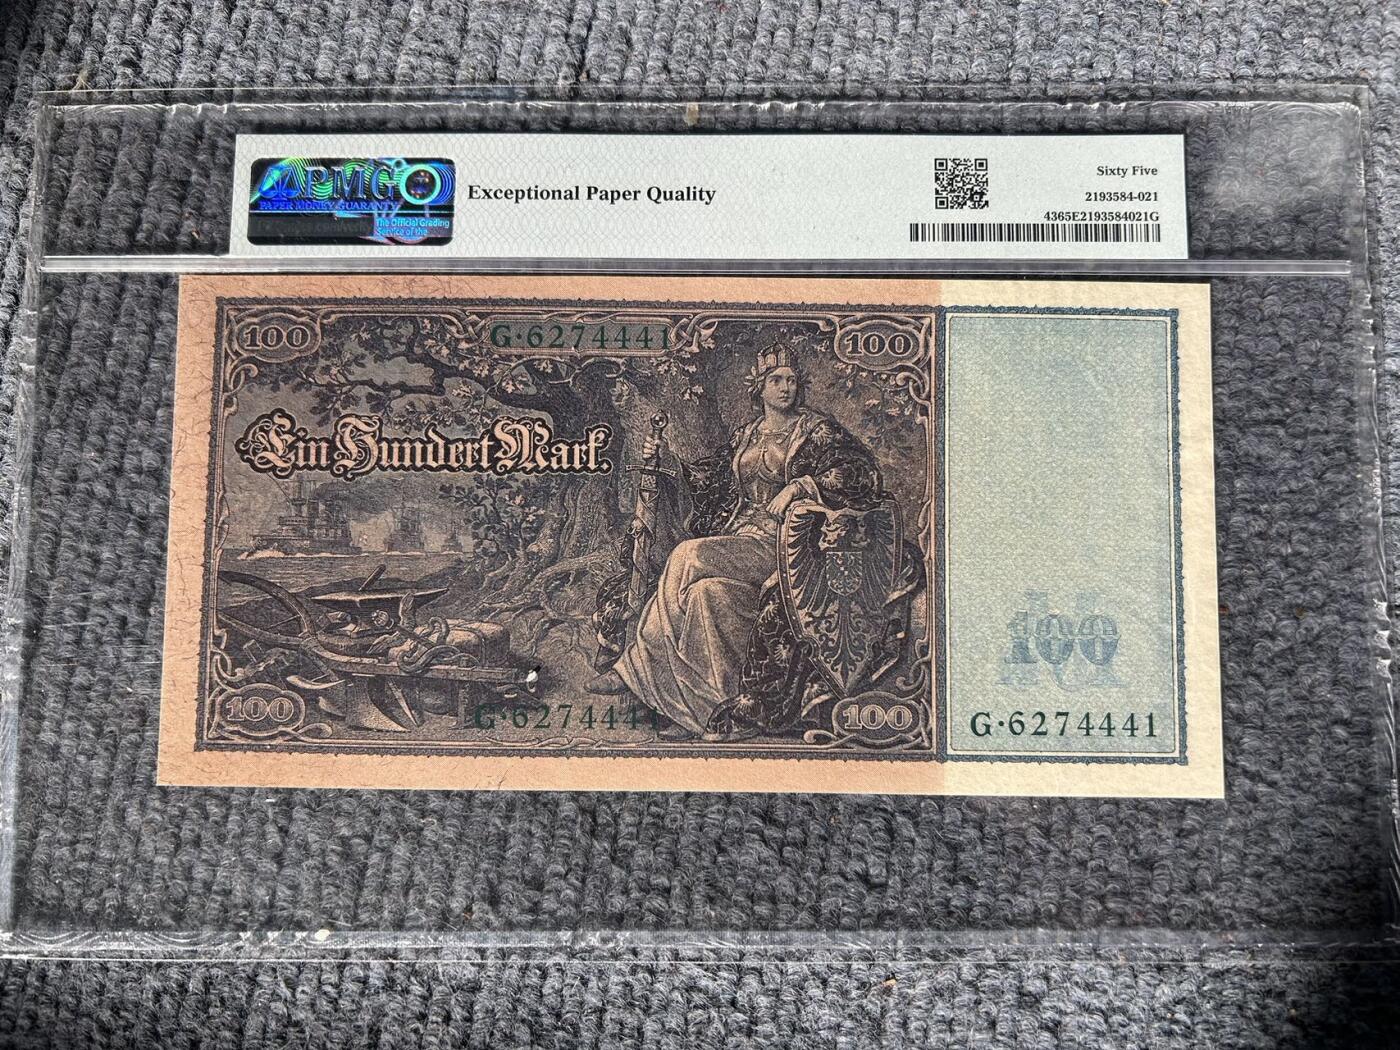 PMG
PAPER MONEY GUARANTY
The Official Grading
Service of the
Exceptional Paper Quality
Sixty Five
2193584-021
4365E2193584021G
100
G·6274441
100
Ein Hundert Mark.
100
G·6274441
100
100
G·6274441